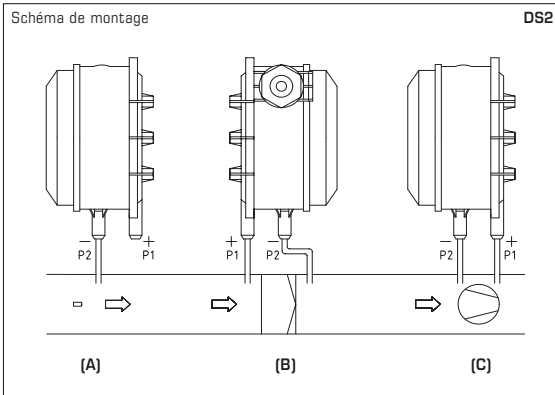 Schéma de montage DS2
− + + − − +
P2 P1 P1 P2 P2 P1
(A) (B) (C)